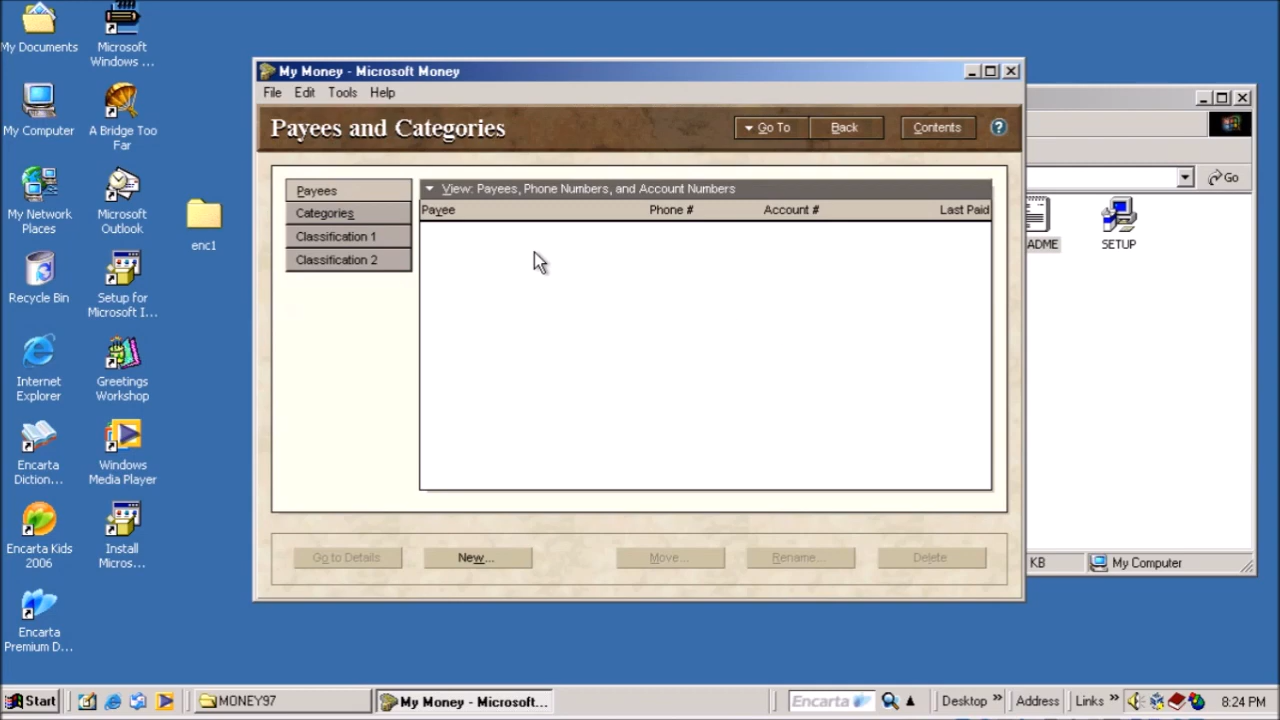 My Documents
Microsoft
Windows ...
My Computer
A Bridge Too
Far
My Network
Places
Microsoft
Outlook
enc1
Recycle Bin
Setup for
Microsoft I...
Internet
Explorer
Greetings
Workshop
Encarta
Diction...
Windows
Media Player
Encarta Kids
2006
Install
Micros...
Encarta
Premium D...
My Money - Microsoft Money
File Edit Tools Help
Payees and Categories
Go To Back Contents ?
Payees
Categories
Classification 1
Classification 2
View: Payees, Phone Numbers, and Account Numbers
Payee Phone # Account # Last Paid
Go to Details New... Move... Rename... Delete
Go
ADME
SETUP
KB My Computer
Start MONEY97 My Money - Microsoft... Encarta Desktop » Address Links » 8:24 PM